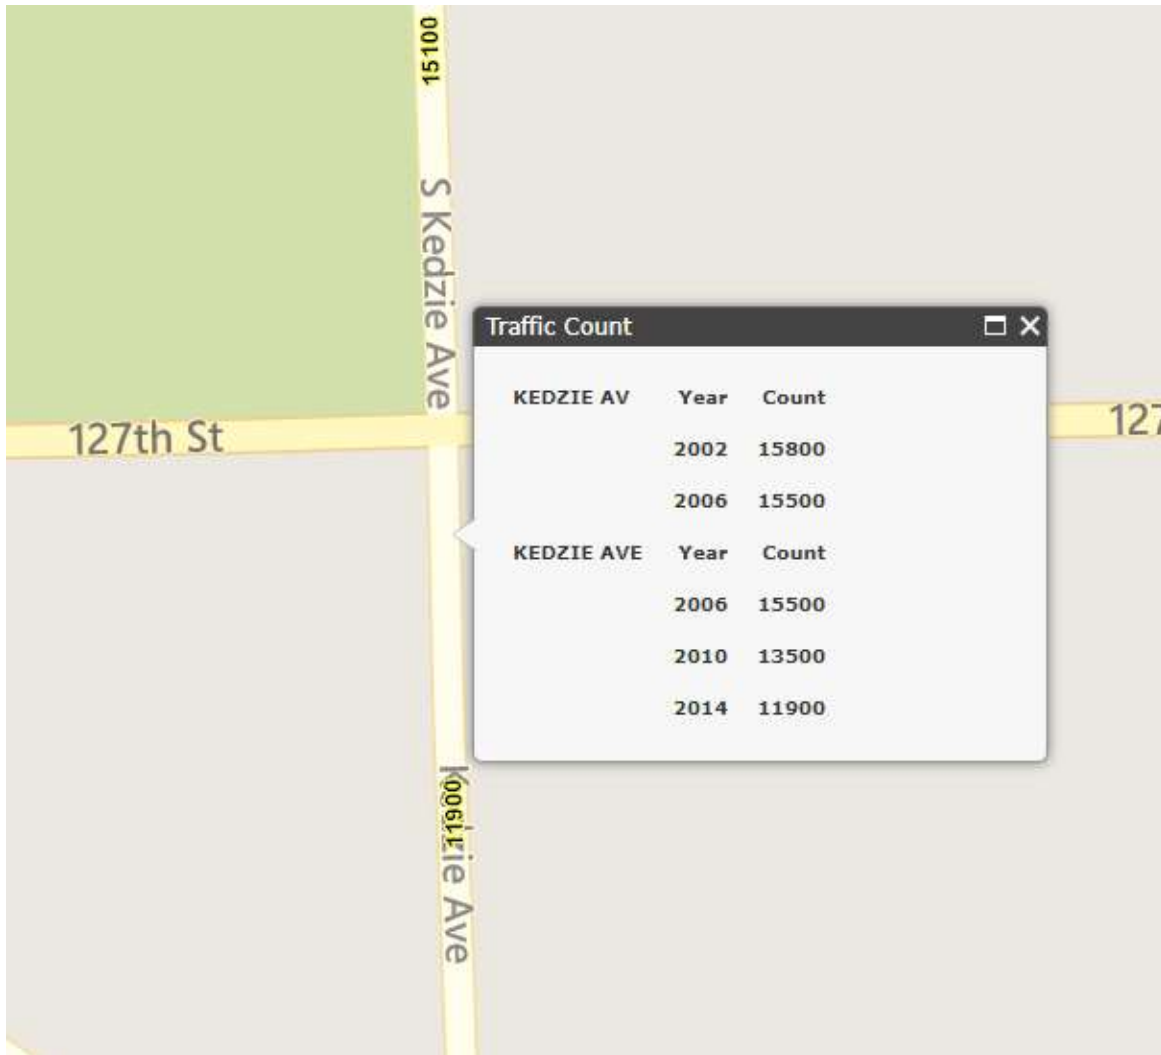 15100
S Kedzie Ave
Traffic Count
KEDZIE AV Year Count
127th St
127
2002 15800
2006 15500
KEDZIE AVE Year Count
2006 15500
2010 13500
2014 11900
Kedzie Ave
11900